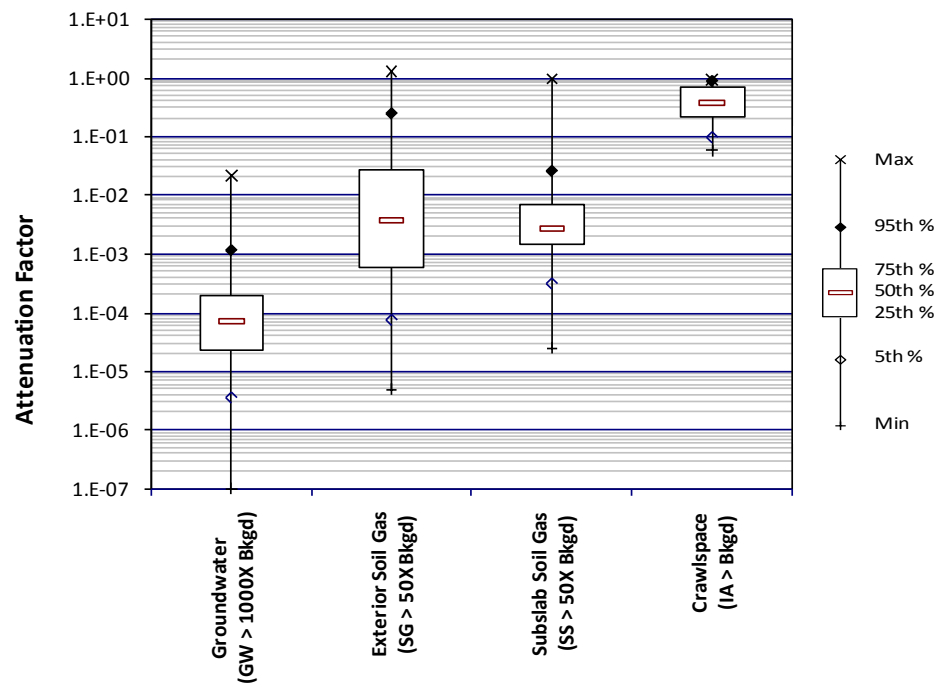 1.E+01
1.E+00
1.E-01
1.E-02
1.E-03
1.E-04
1.E-05
1.E-06
1.E-07
Attenuation Factor
Groundwater
(GW > 1000X Bkgd)
Exterior Soil Gas
(SG > 50X Bkgd)
Subslab Soil Gas
(SS > 50X Bkgd)
Crawlspace
(IA > Bkgd)
Max
95th %
75th %
50th %
25th %
5th %
Min